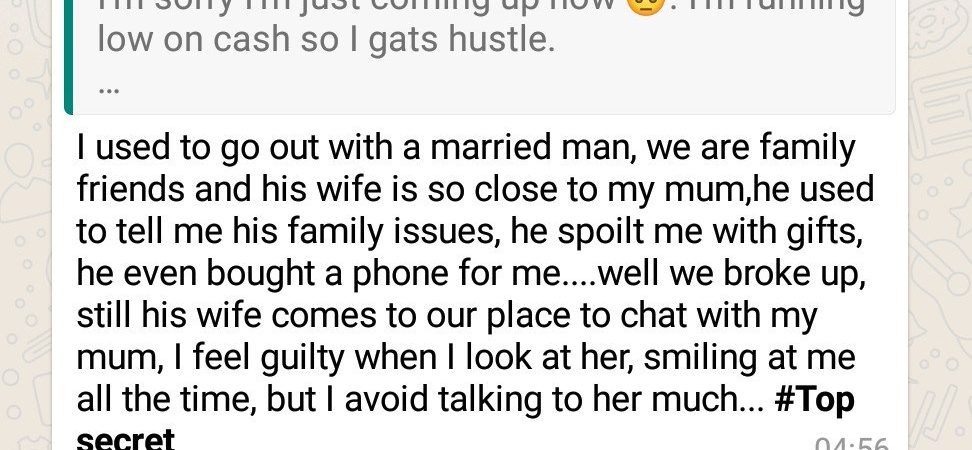 I'm sorry I'm just coming up now 😔. I'm running
low on cash so I gats hustle.
...
I used to go out with a married man, we are family
friends and his wife is so close to my mum,he used
to tell me his family issues, he spoilt me with gifts,
he even bought a phone for me....well we broke up,
still his wife comes to our place to chat with my
mum, I feel guilty when I look at her, smiling at me
all the time, but I avoid talking to her much... #Top
secret
04:56